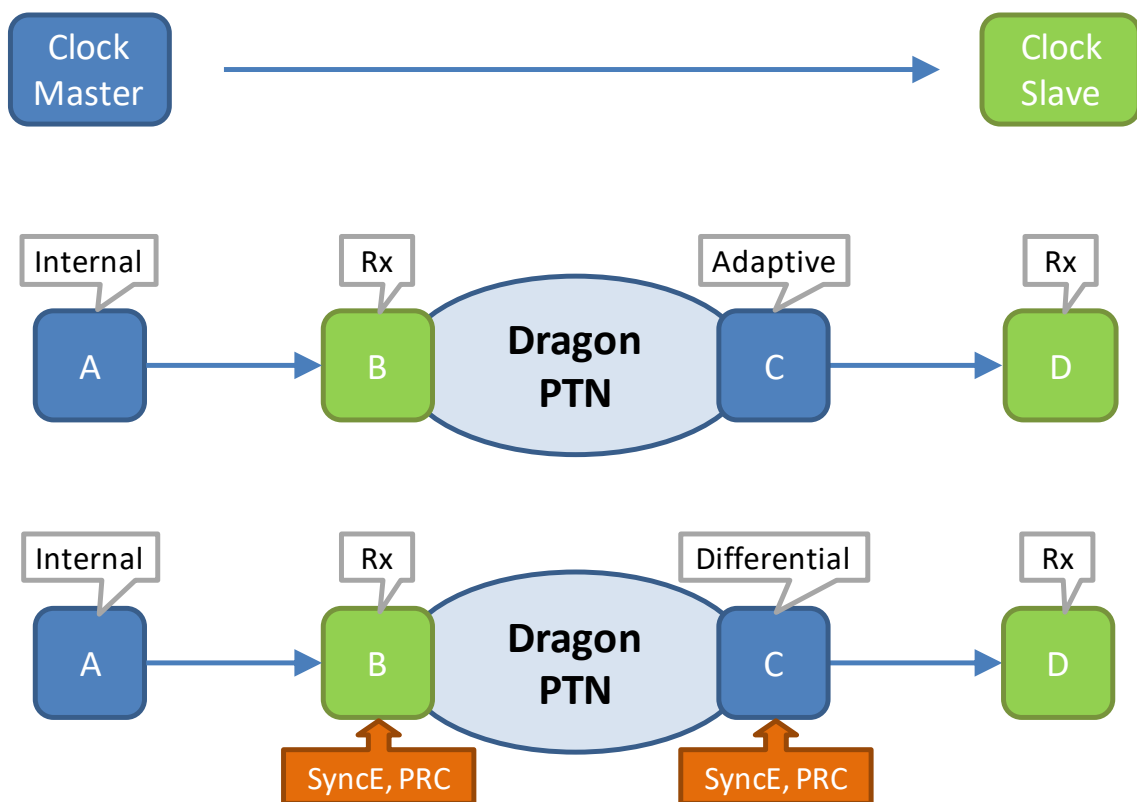 Clock
Master
Clock
Slave
Internal
Rx
Adaptive
Rx
A
B
Dragon
PTN
C
D
Internal
Rx
Differential
Rx
A
B
Dragon
PTN
C
D
SyncE, PRC
SyncE, PRC